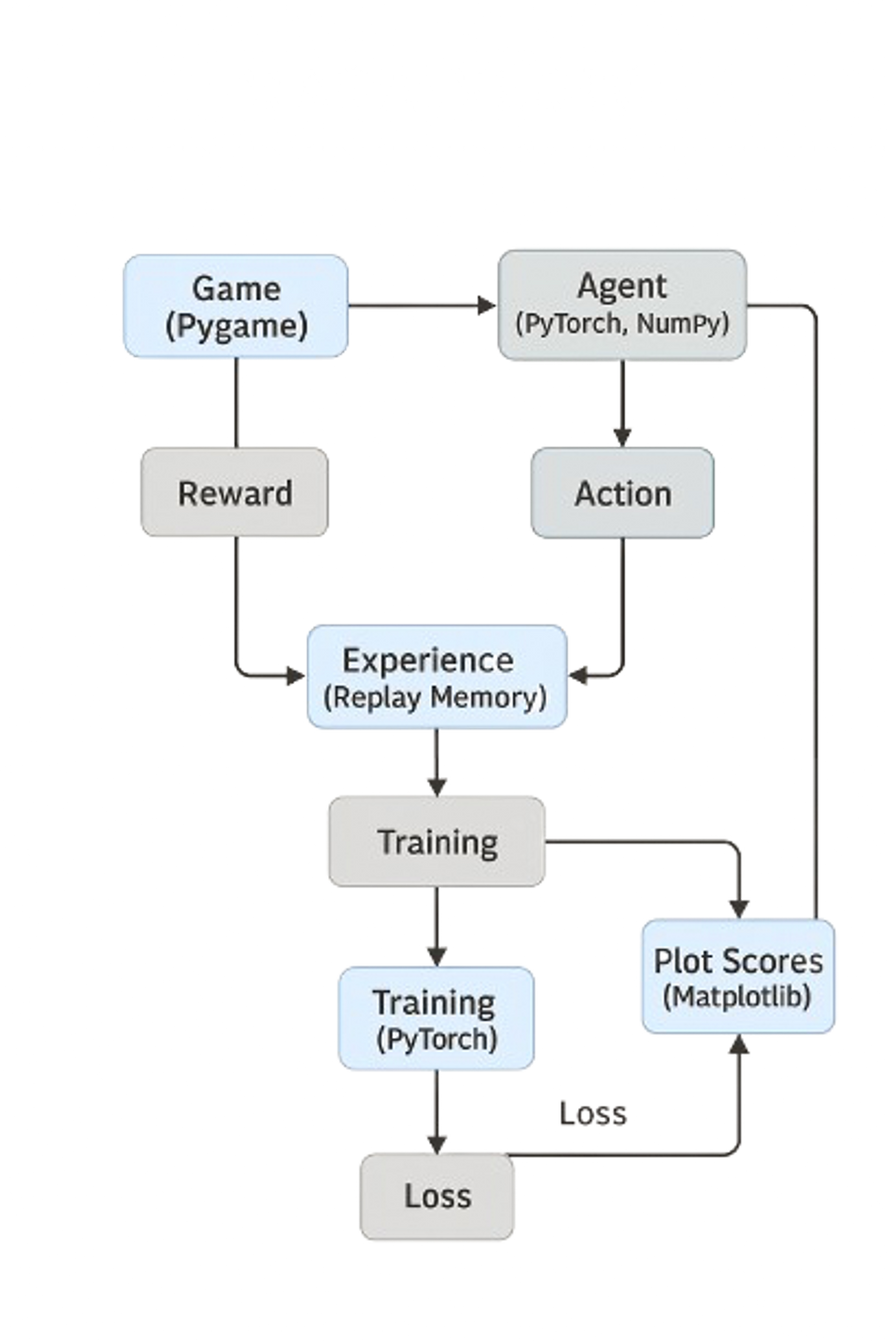 Game
(Pygame)
Agent
(PyTorch, NumPy)
Reward
Action
Experience
(Replay Memory)
Training
Training
(PyTorch)
Plot Scores
(Matplotlib)
Loss
Loss